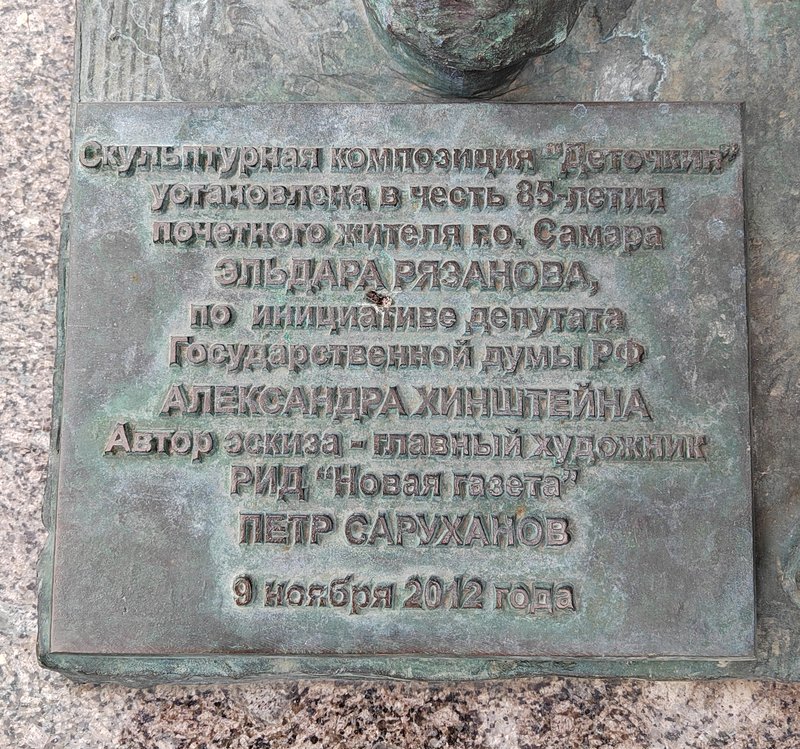 Скульптурная композиция "Деточкин"
установлена в честь 85-летия
почетного жителя г.о. Самара
ЭЛЬДАРА РЯЗАНОВА,
по инициативе депутата
Государственной думы РФ
АЛЕКСАНДРА ХИНШТЕЙНА
Автор эскиза - главный художник
РИД "Новая газета"
ПЕТР САРУХАНОВ
9 ноября 2012 года